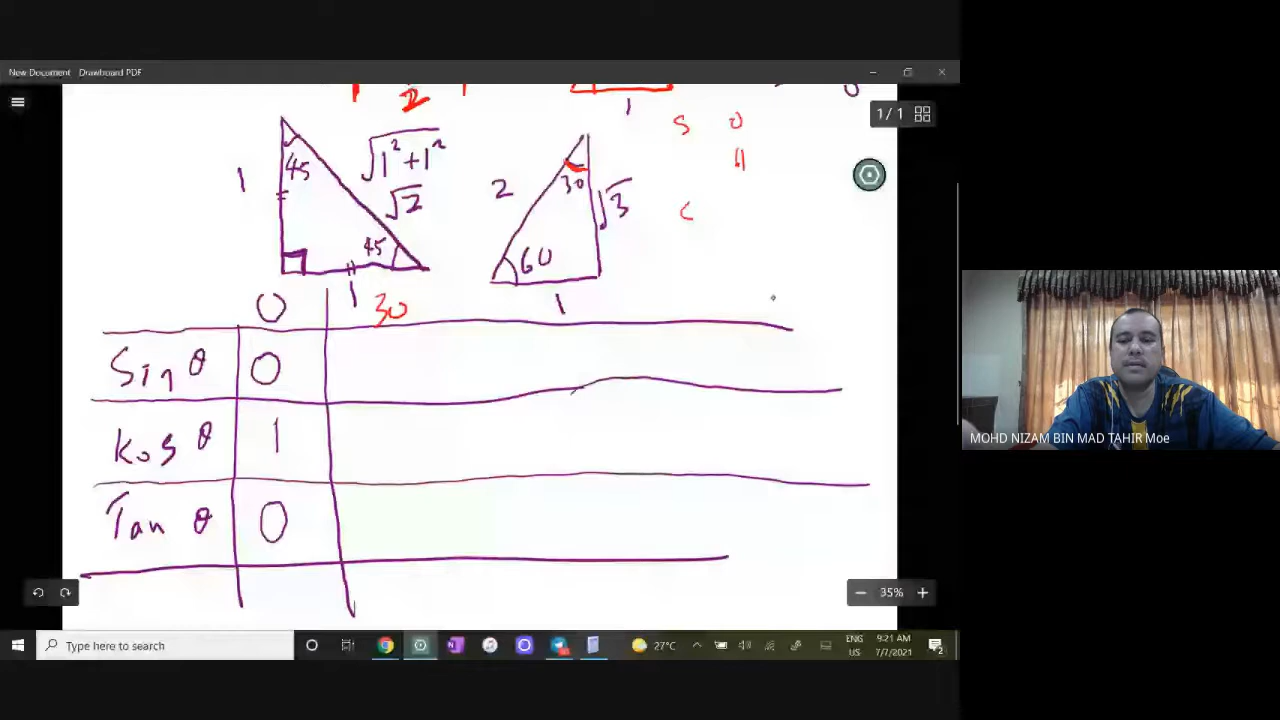 New Document Drawboard PDF
1/1
1
S O
H
C
1
45
√1²+1²
√2
45
1
2
30
√3
60
1
0
30
Sin θ
0
Kos θ
1
Tan θ
0
MOHD NIZAM BIN MAD TAHIR Moe
35%
Type here to search
27°C
ENG
US
9:21 AM
7/7/2021
2